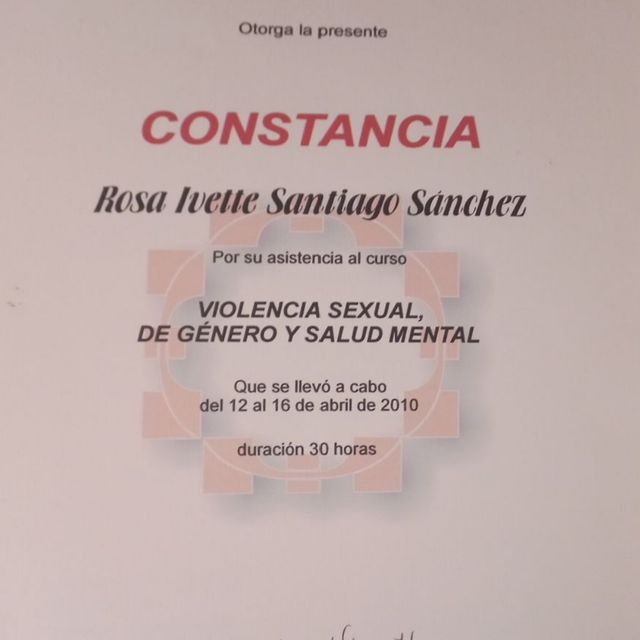 Otorga la presente
CONSTANCIA
Rosa Ivette Santiago Sánchez
Por su asistencia al curso
VIOLENCIA SEXUAL,
DE GÉNERO Y SALUD MENTAL
Que se llevó a cabo
del 12 al 16 de abril de 2010
duración 30 horas